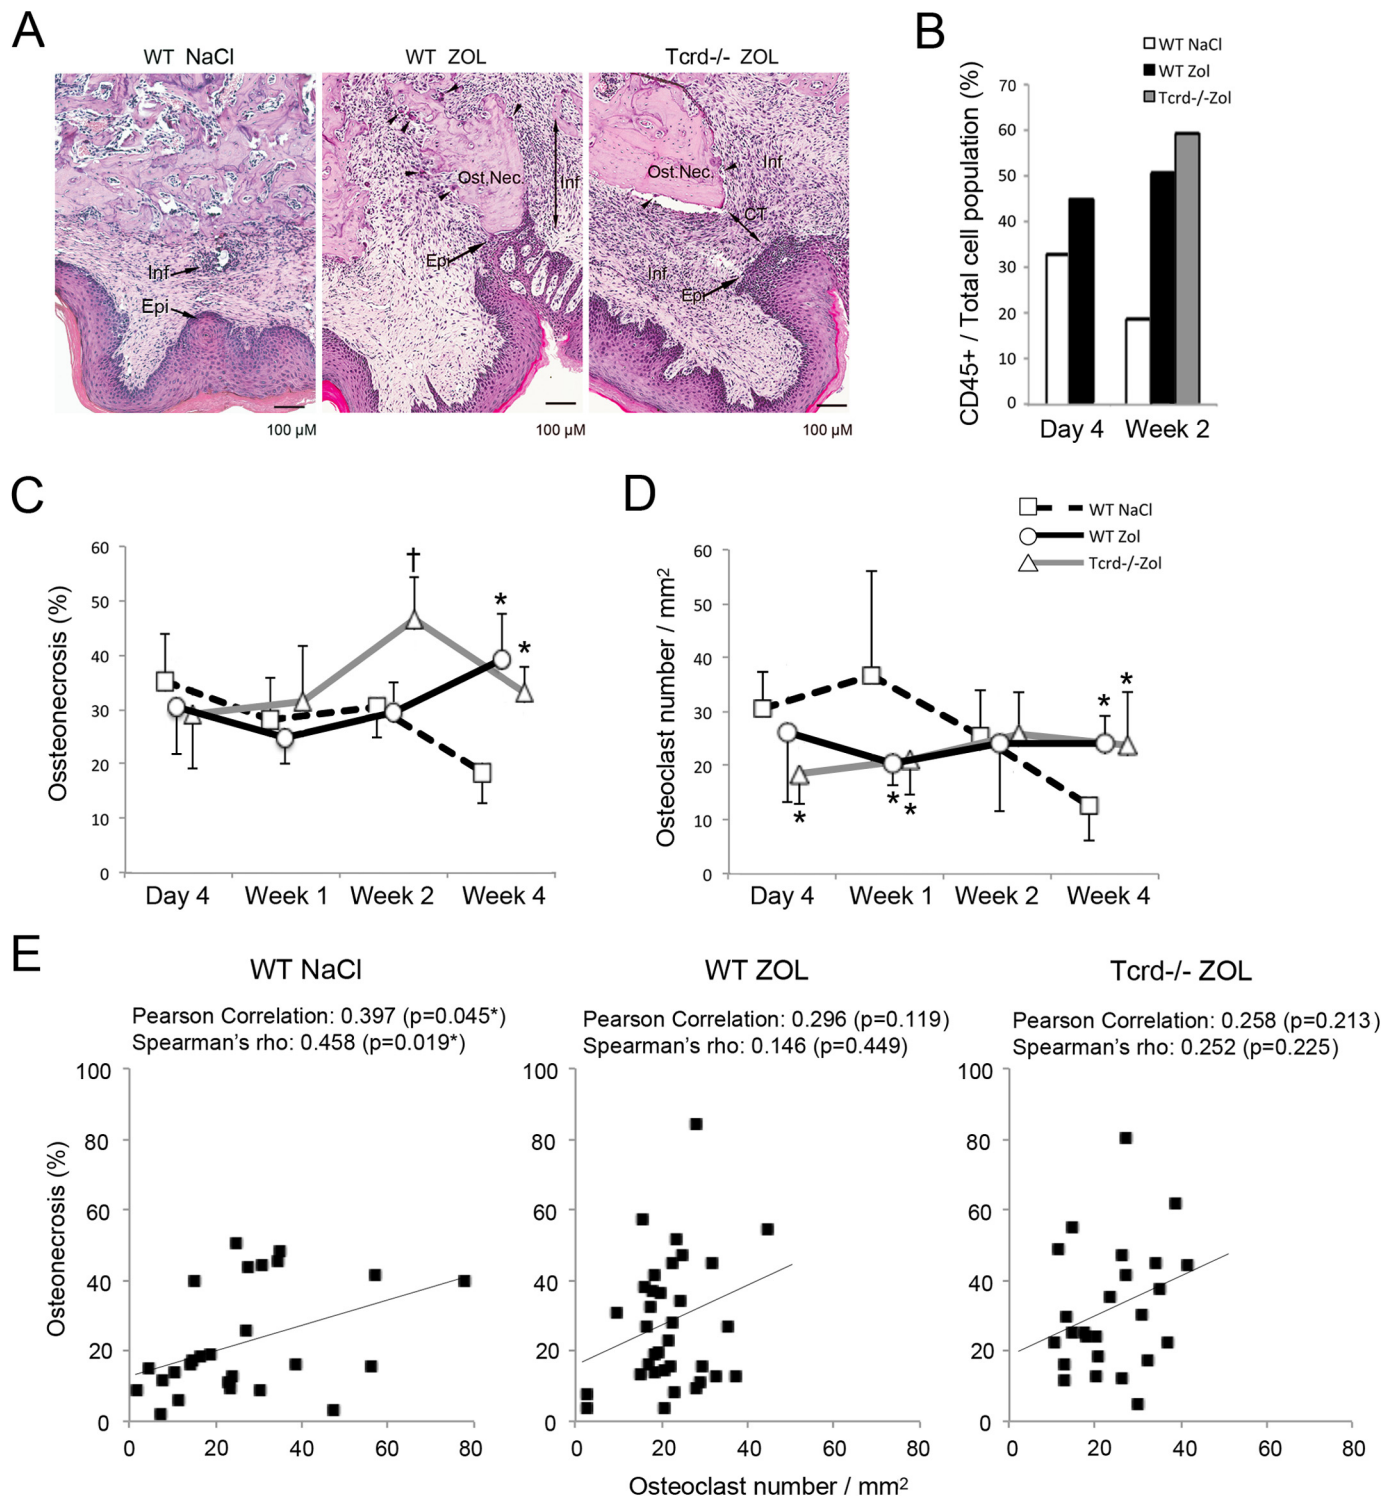 A
WT NaCl
WT ZOL
Tcrd-/- ZOL
Inf
Epi
Ost.Nec.
Inf
Epi
Ost.Nec.
Inf
CT
Inf
Epi
100 µM
100 µM
100 µM
B
WT NaCl
WT Zol
Tcrd-/-Zol
CD45+ / Total cell population (%)
70
60
50
40
30
20
10
0
Day 4
Week 2
C
Ossteonecrosis (%)
60
50
40
30
20
10
0
†
*
*
Day 4
Week 1
Week 2
Week 4
D
WT NaCl
WT Zol
Tcrd-/-Zol
Osteoclast number / mm2
60
50
40
30
20
10
0
*
*
*
*
*
Day 4
Week 1
Week 2
Week 4
E
WT NaCl
Pearson Correlation: 0.397 (p=0.045*)
Spearman's rho: 0.458 (p=0.019*)
Osteonecrosis (%)
100
80
60
40
20
0
0 20 40 60 80
WT ZOL
Pearson Correlation: 0.296 (p=0.119)
Spearman's rho: 0.146 (p=0.449)
100
80
60
40
20
0
0 20 40 60 80
Tcrd-/- ZOL
Pearson Correlation: 0.258 (p=0.213)
Spearman's rho: 0.252 (p=0.225)
100
80
60
40
20
0
0 20 40 60 80
Osteoclast number / mm2